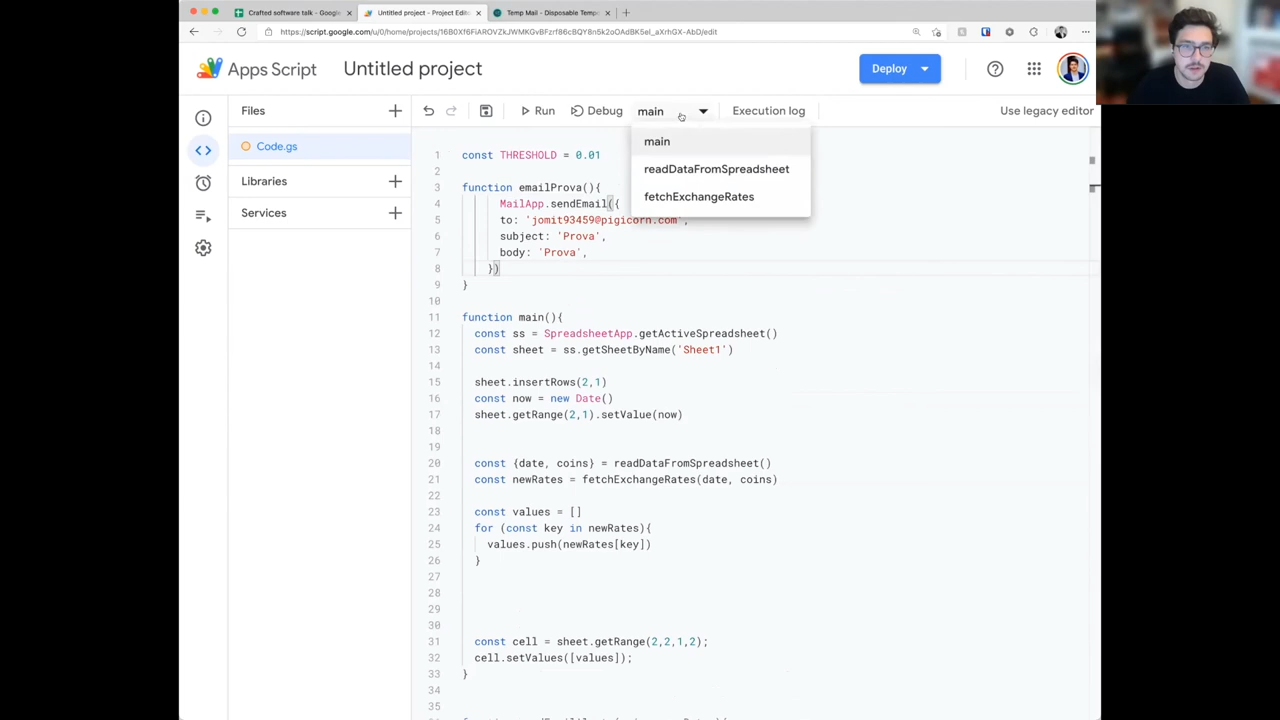 Crafted software talk - Google
Untitled project - Project Editor
Temp Mail - Disposable Tempo
Apps Script
Untitled project
Deploy
Files
Run
Debug
main
Execution log
Use legacy editor
Code.gs
Libraries
Services
main
readDataFromSpreadsheet
fetchExchangeRates
1 const THRESHOLD = 0.01
2
3 function emailProva(){
4 MailApp.sendEmail({
5 to: 'jomit93459@pigicorn.com',
6 subject: 'Prova',
7 body: 'Prova',
8 })
9 }
10
11 function main(){
12 const ss = SpreadsheetApp.getActiveSpreadsheet()
13 const sheet = ss.getSheetByName('Sheet1')
14
15 sheet.insertRows(2,1)
16 const now = new Date()
17 sheet.getRange(2,1).setValue(now)
18
19
20 const {date, coins} = readDataFromSpreadsheet()
21 const newRates = fetchExchangeRates(date, coins)
22
23 const values = []
24 for (const key in newRates){
25 values.push(newRates[key])
26 }
27
28
29
30
31 const cell = sheet.getRange(2,2,1,2);
32 cell.setValues([values]);
33 }
34
35